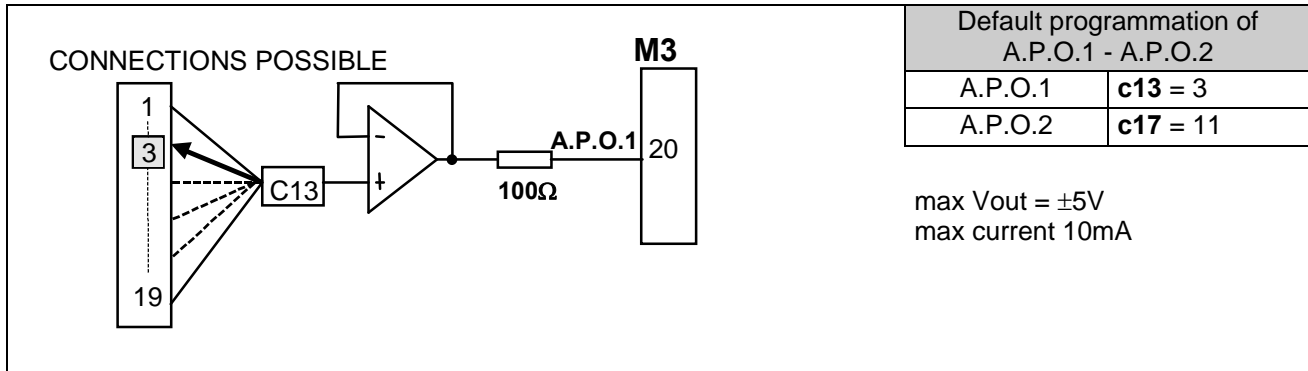 CONNECTIONS POSSIBLE
1
3
19
C13
-
+
A.P.O.1
100Ω
M3
20
Default programmation of
A.P.O.1 - A.P.O.2
A.P.O.1 c13 = 3
A.P.O.2 c17 = 11
max Vout = ±5V
max current 10mA